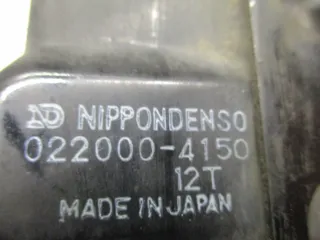 ND NIPPONDENSO
022000-4150
12T
MADE IN JAPAN